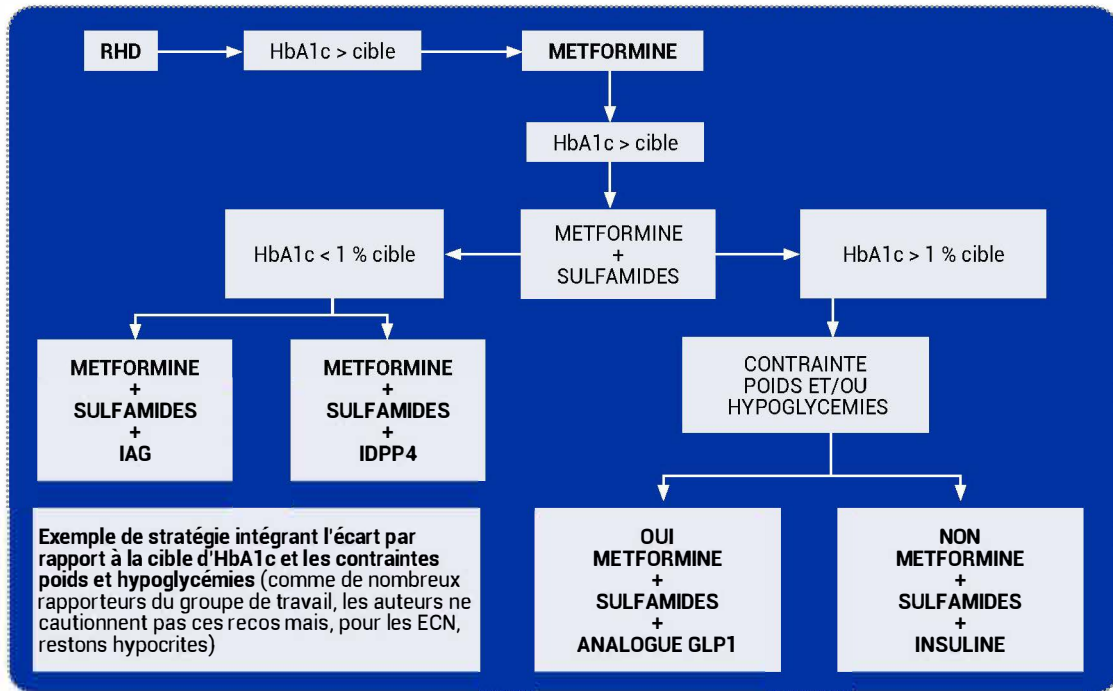 RHD
HbA1c > cible
METFORMINE
HbA1c > cible
METFORMINE
+
SULFAMIDES
HbA1c < 1 % cible
HbA1c > 1 % cible
METFORMINE
+
SULFAMIDES
+
IAG
METFORMINE
+
SULFAMIDES
+
IDPP4
CONTRAINTE
POIDS ET/OU
HYPOGLYCEMIES
Exemple de stratégie intégrant l'écart par
rapport à la cible d'HbA1c et les contraintes
poids et hypoglycémies (comme de nombreux
rapporteurs du groupe de travail, les auteurs ne
cautionnent pas ces recos mais, pour les ECN,
restons hypocrites)
OUI
METFORMINE
+
SULFAMIDES
+
ANALOGUE GLP1
NON
METFORMINE
+
SULFAMIDES
+
INSULINE